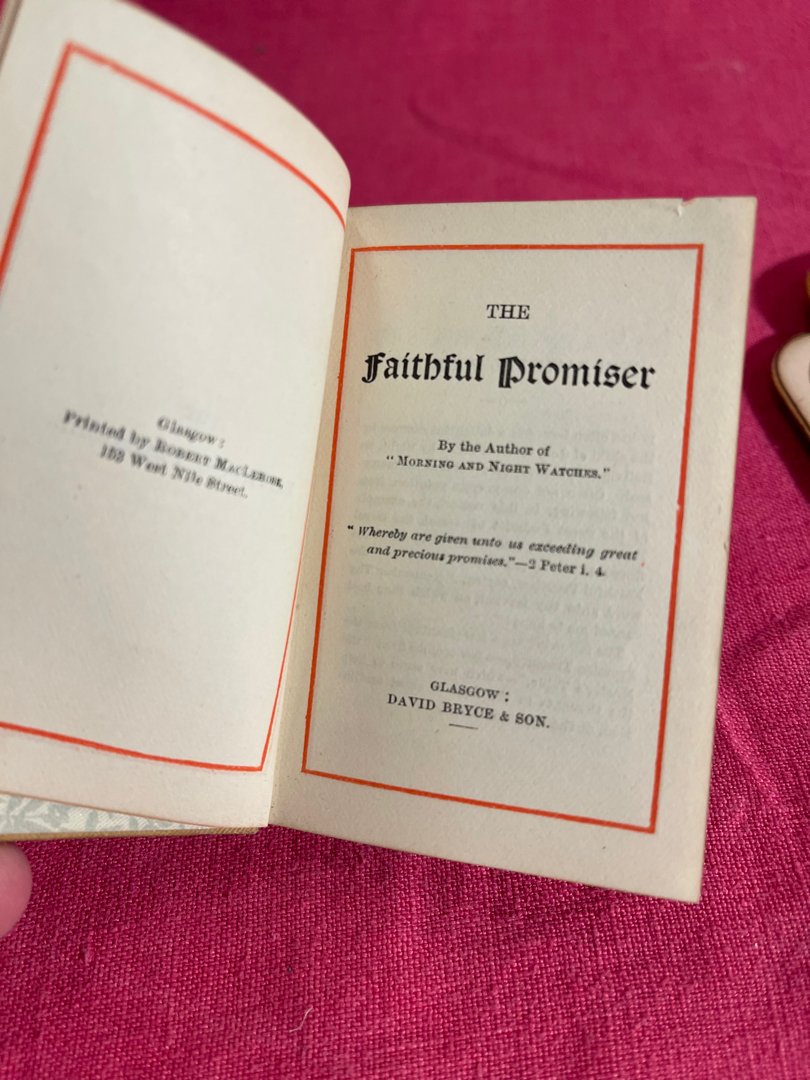 Glasgow:
Printed by Robert MacLehose,
153 West Nile Street.
THE
Faithful Promiser
By the Author of
"Morning and Night Watches."
"Whereby are given unto us exceeding great
and precious promises."—2 Peter i. 4.
GLASGOW:
DAVID BRYCE & SON.